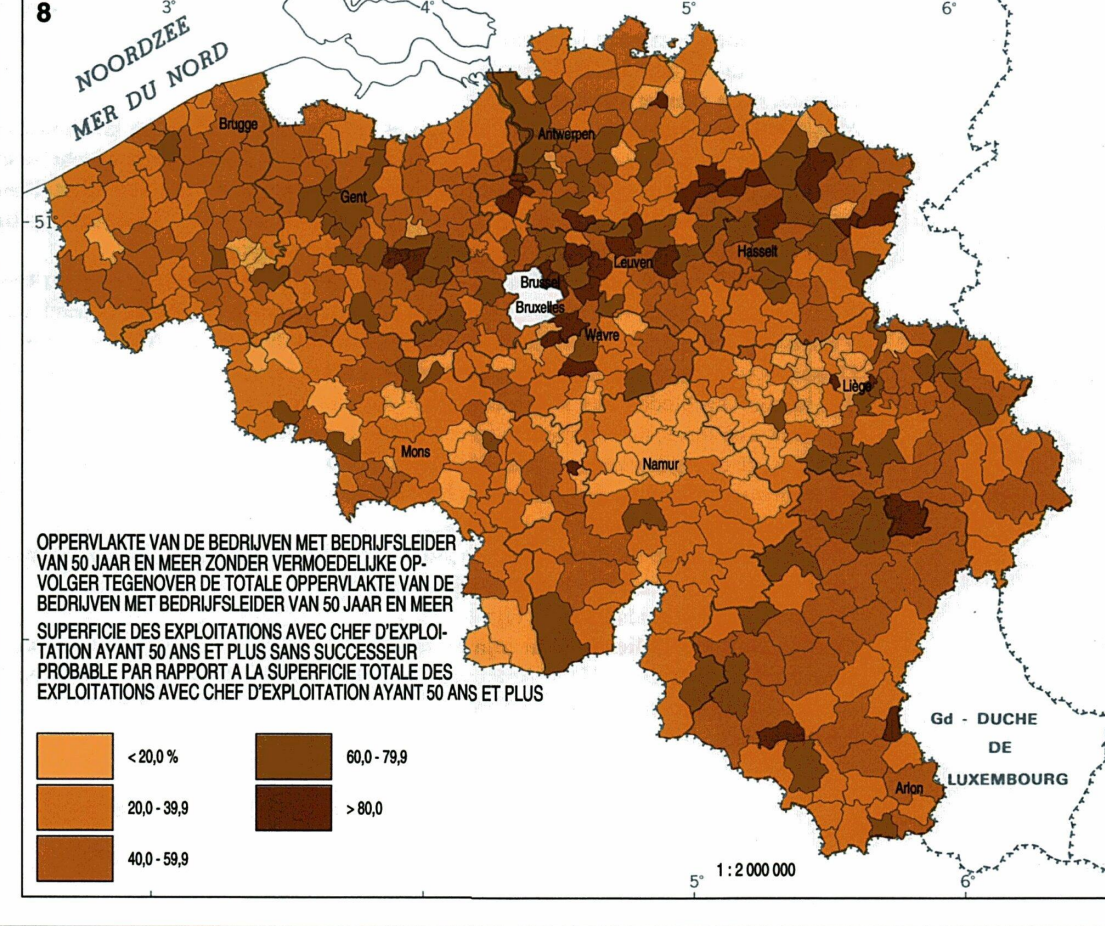 8
3°
4°
5°
6°
NOORDZEE
MER DU NORD
Brugge
Antwerpen
Gent
51°
Hasselt
Leuven
Brussel
Bruxelles
Wavre
Liège
Mons
Namur
OPPERVLAKTE VAN DE BEDRIJVEN MET BEDRIJFSLEIDER
VAN 50 JAAR EN MEER ZONDER VERMOEDELIJKE OP-
VOLGER TEGENOVER DE TOTALE OPPERVLAKTE VAN DE
BEDRIJVEN MET BEDRIJFSLEIDER VAN 50 JAAR EN MEER
SUPERFICIE DES EXPLOITATIONS AVEC CHEF D'EXPLOI-
TATION AYANT 50 ANS ET PLUS SANS SUCCESSEUR
PROBABLE PAR RAPPORT A LA SUPERFICIE TOTALE DES
EXPLOITATIONS AVEC CHEF D'EXPLOITATION AYANT 50 ANS ET PLUS
Gd - DUCHE
DE
LUXEMBOURG
Arlon
< 20,0 %
20,0 - 39,9
40,0 - 59,9
60,0 - 79,9
> 80,0
1 : 2 000 000
5°
6°